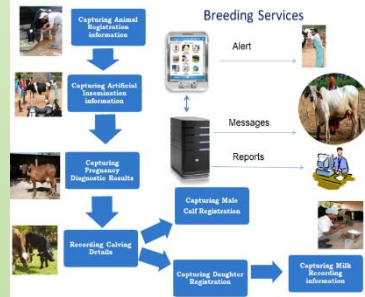 Breeding Services
Capturing Animal
Registration
information
Alert
Capturing Artificial
Insemination
information
Messages
Reports
Capturing
Pregnancy
Diagnostic Results
Capturing Male
Calf Registration
Recording Calving
Details
Capturing Daughter
Registration
Capturing Milk
Recording
information